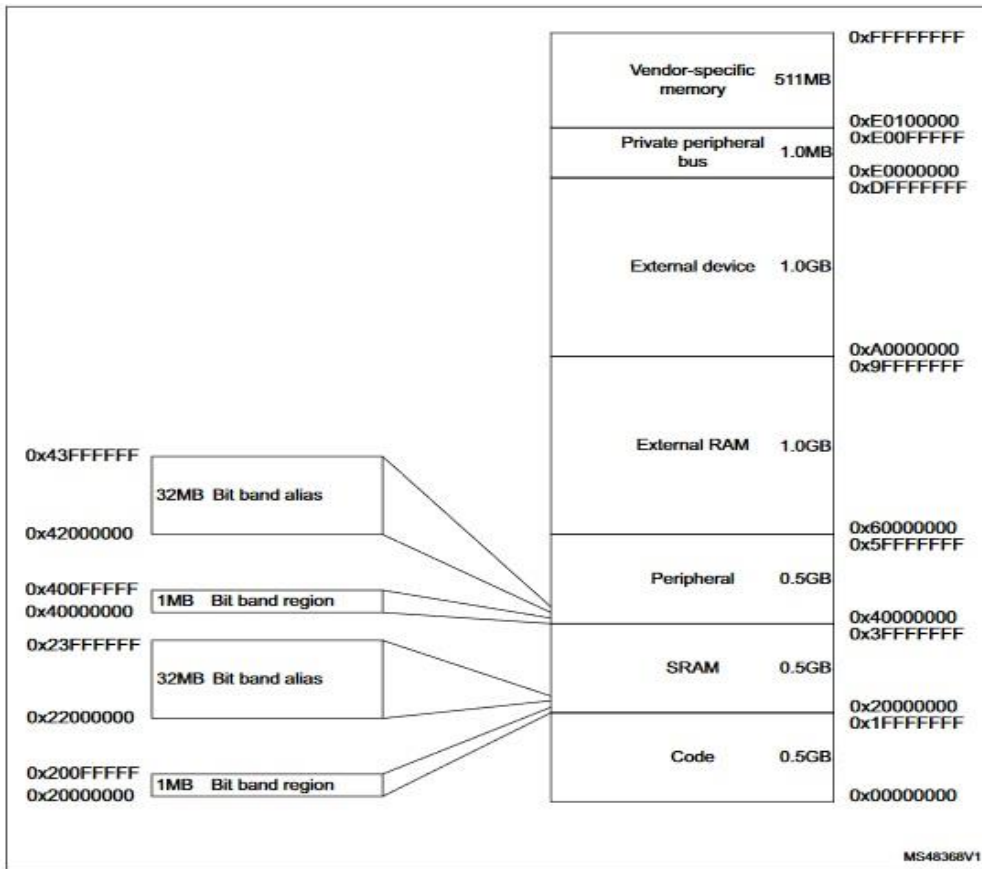 0xFFFFFFFF
Vendor-specific
memory
511MB
0xE0100000
0xE00FFFFF
Private peripheral
bus
1.0MB
0xE0000000
0xDFFFFFFF
External device
1.0GB
0xA0000000
0x9FFFFFFF
External RAM
1.0GB
0x60000000
0x5FFFFFFF
Peripheral
0.5GB
0x40000000
0x3FFFFFFF
SRAM
0.5GB
0x20000000
0x1FFFFFFF
Code
0.5GB
0x00000000
0x43FFFFFF
32MB Bit band alias
0x42000000
0x400FFFFF
1MB Bit band region
0x40000000
0x23FFFFFF
32MB Bit band alias
0x22000000
0x200FFFFF
1MB Bit band region
0x20000000
MS48368V1